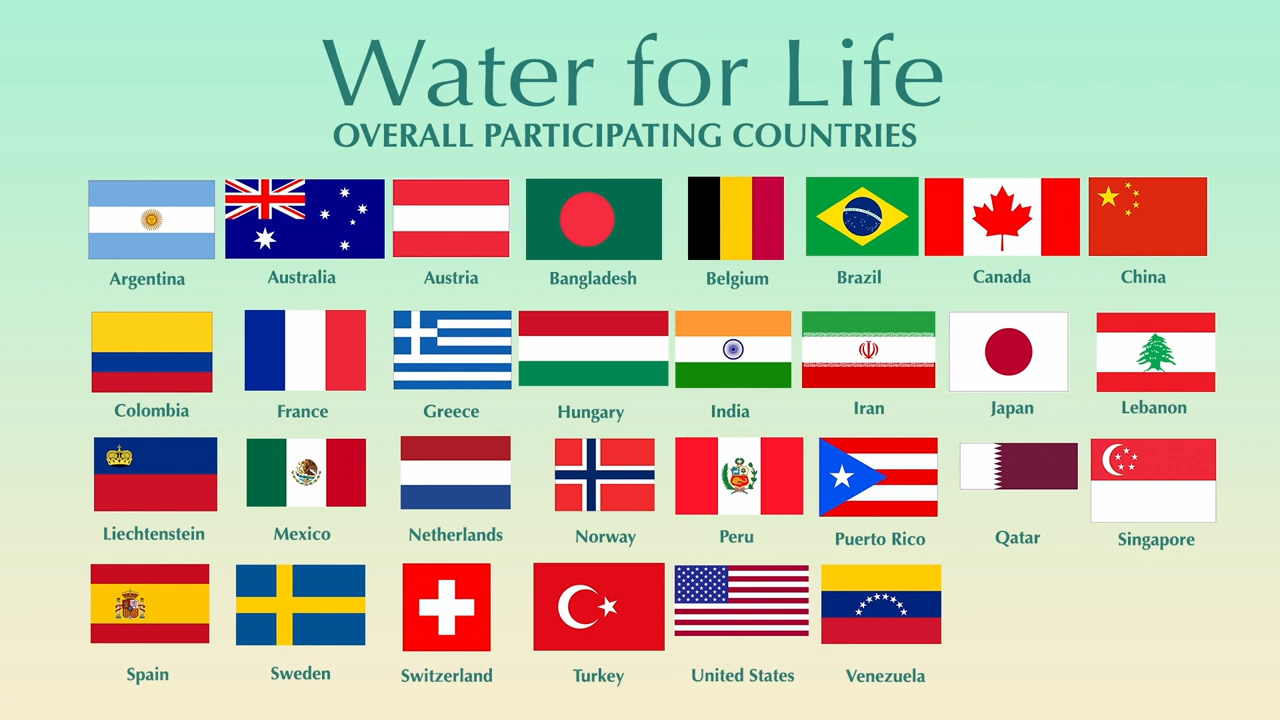 Water for Life
OVERALL PARTICIPATING COUNTRIES
Argentina Australia Austria Bangladesh Belgium Brazil Canada China
Colombia France Greece Hungary India Iran Japan Lebanon
Liechtenstein Mexico Netherlands Norway Peru Puerto Rico Qatar Singapore
Spain Sweden Switzerland Turkey United States Venezuela